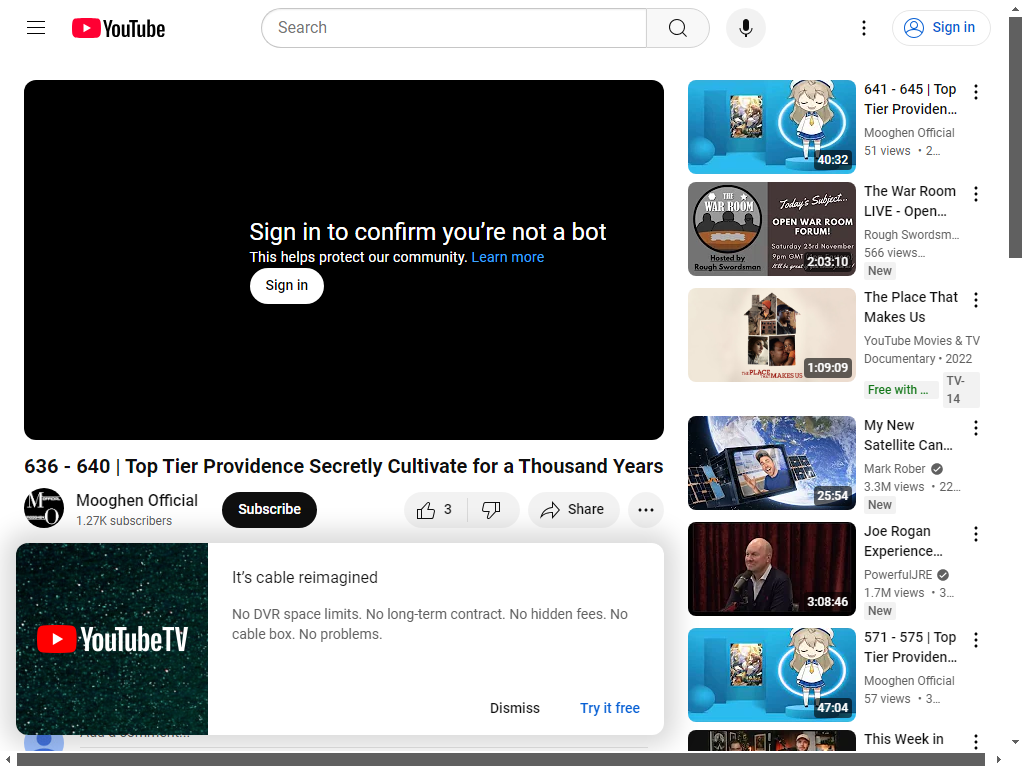 YouTube
Search
Sign in
Sign in to confirm you’re not a bot
This helps protect our community. Learn more
Sign in
636 - 640 | Top Tier Providence Secretly Cultivate for a Thousand Years
Mooghen Official
1.27K subscribers
Subscribe
3
Share
YouTubeTV
It’s cable reimagined
No DVR space limits. No long-term contract. No hidden fees. No
cable box. No problems.
Dismiss
Try it free
Add a comment...
40:32
641 - 645 | Top
Tier Providen...
Mooghen Official
51 views • 2...
THE
WAR ROOM
Hosted by
Rough Swordsman
Today's Subject...
OPEN WAR ROOM
FORUM!
Saturday 23rd November
9pm GMT
2:03:10
The War Room
LIVE - Open...
Rough Swordsm...
566 views...
New
THE PLACE THAT MAKES US
1:09:09
The Place That
Makes Us
YouTube Movies & TV
Documentary • 2022
Free with ...
TV-
14
25:54
My New
Satellite Can...
Mark Rober
3.3M views • 22...
New
3:08:46
Joe Rogan
Experience...
PowerfulJRE
1.7M views • 3...
New
47:04
571 - 575 | Top
Tier Providen...
Mooghen Official
57 views • 3...
This Week in